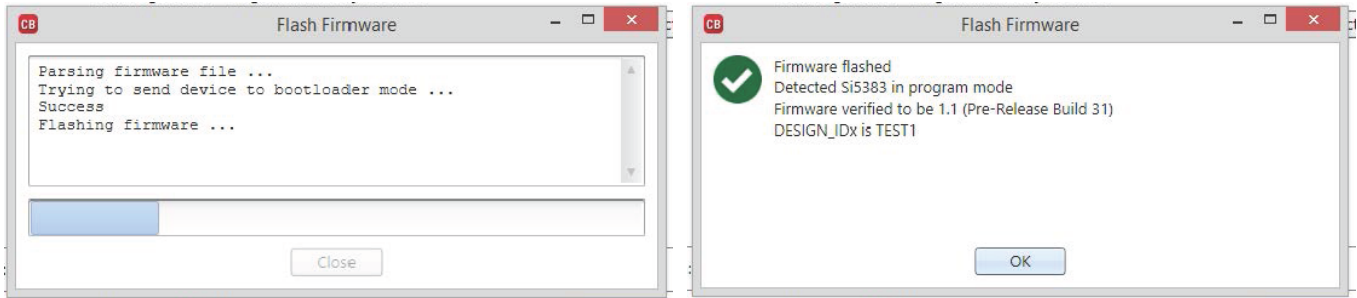 CB
Flash Firmware
Parsing firmware file ...
Trying to send device to bootloader mode ...
Success
Flashing firmware ...
Close
CB
Flash Firmware
Firmware flashed
Detected Si5383 in program mode
Firmware verified to be 1.1 (Pre-Release Build 31)
DESIGN_IDx is TEST1
OK